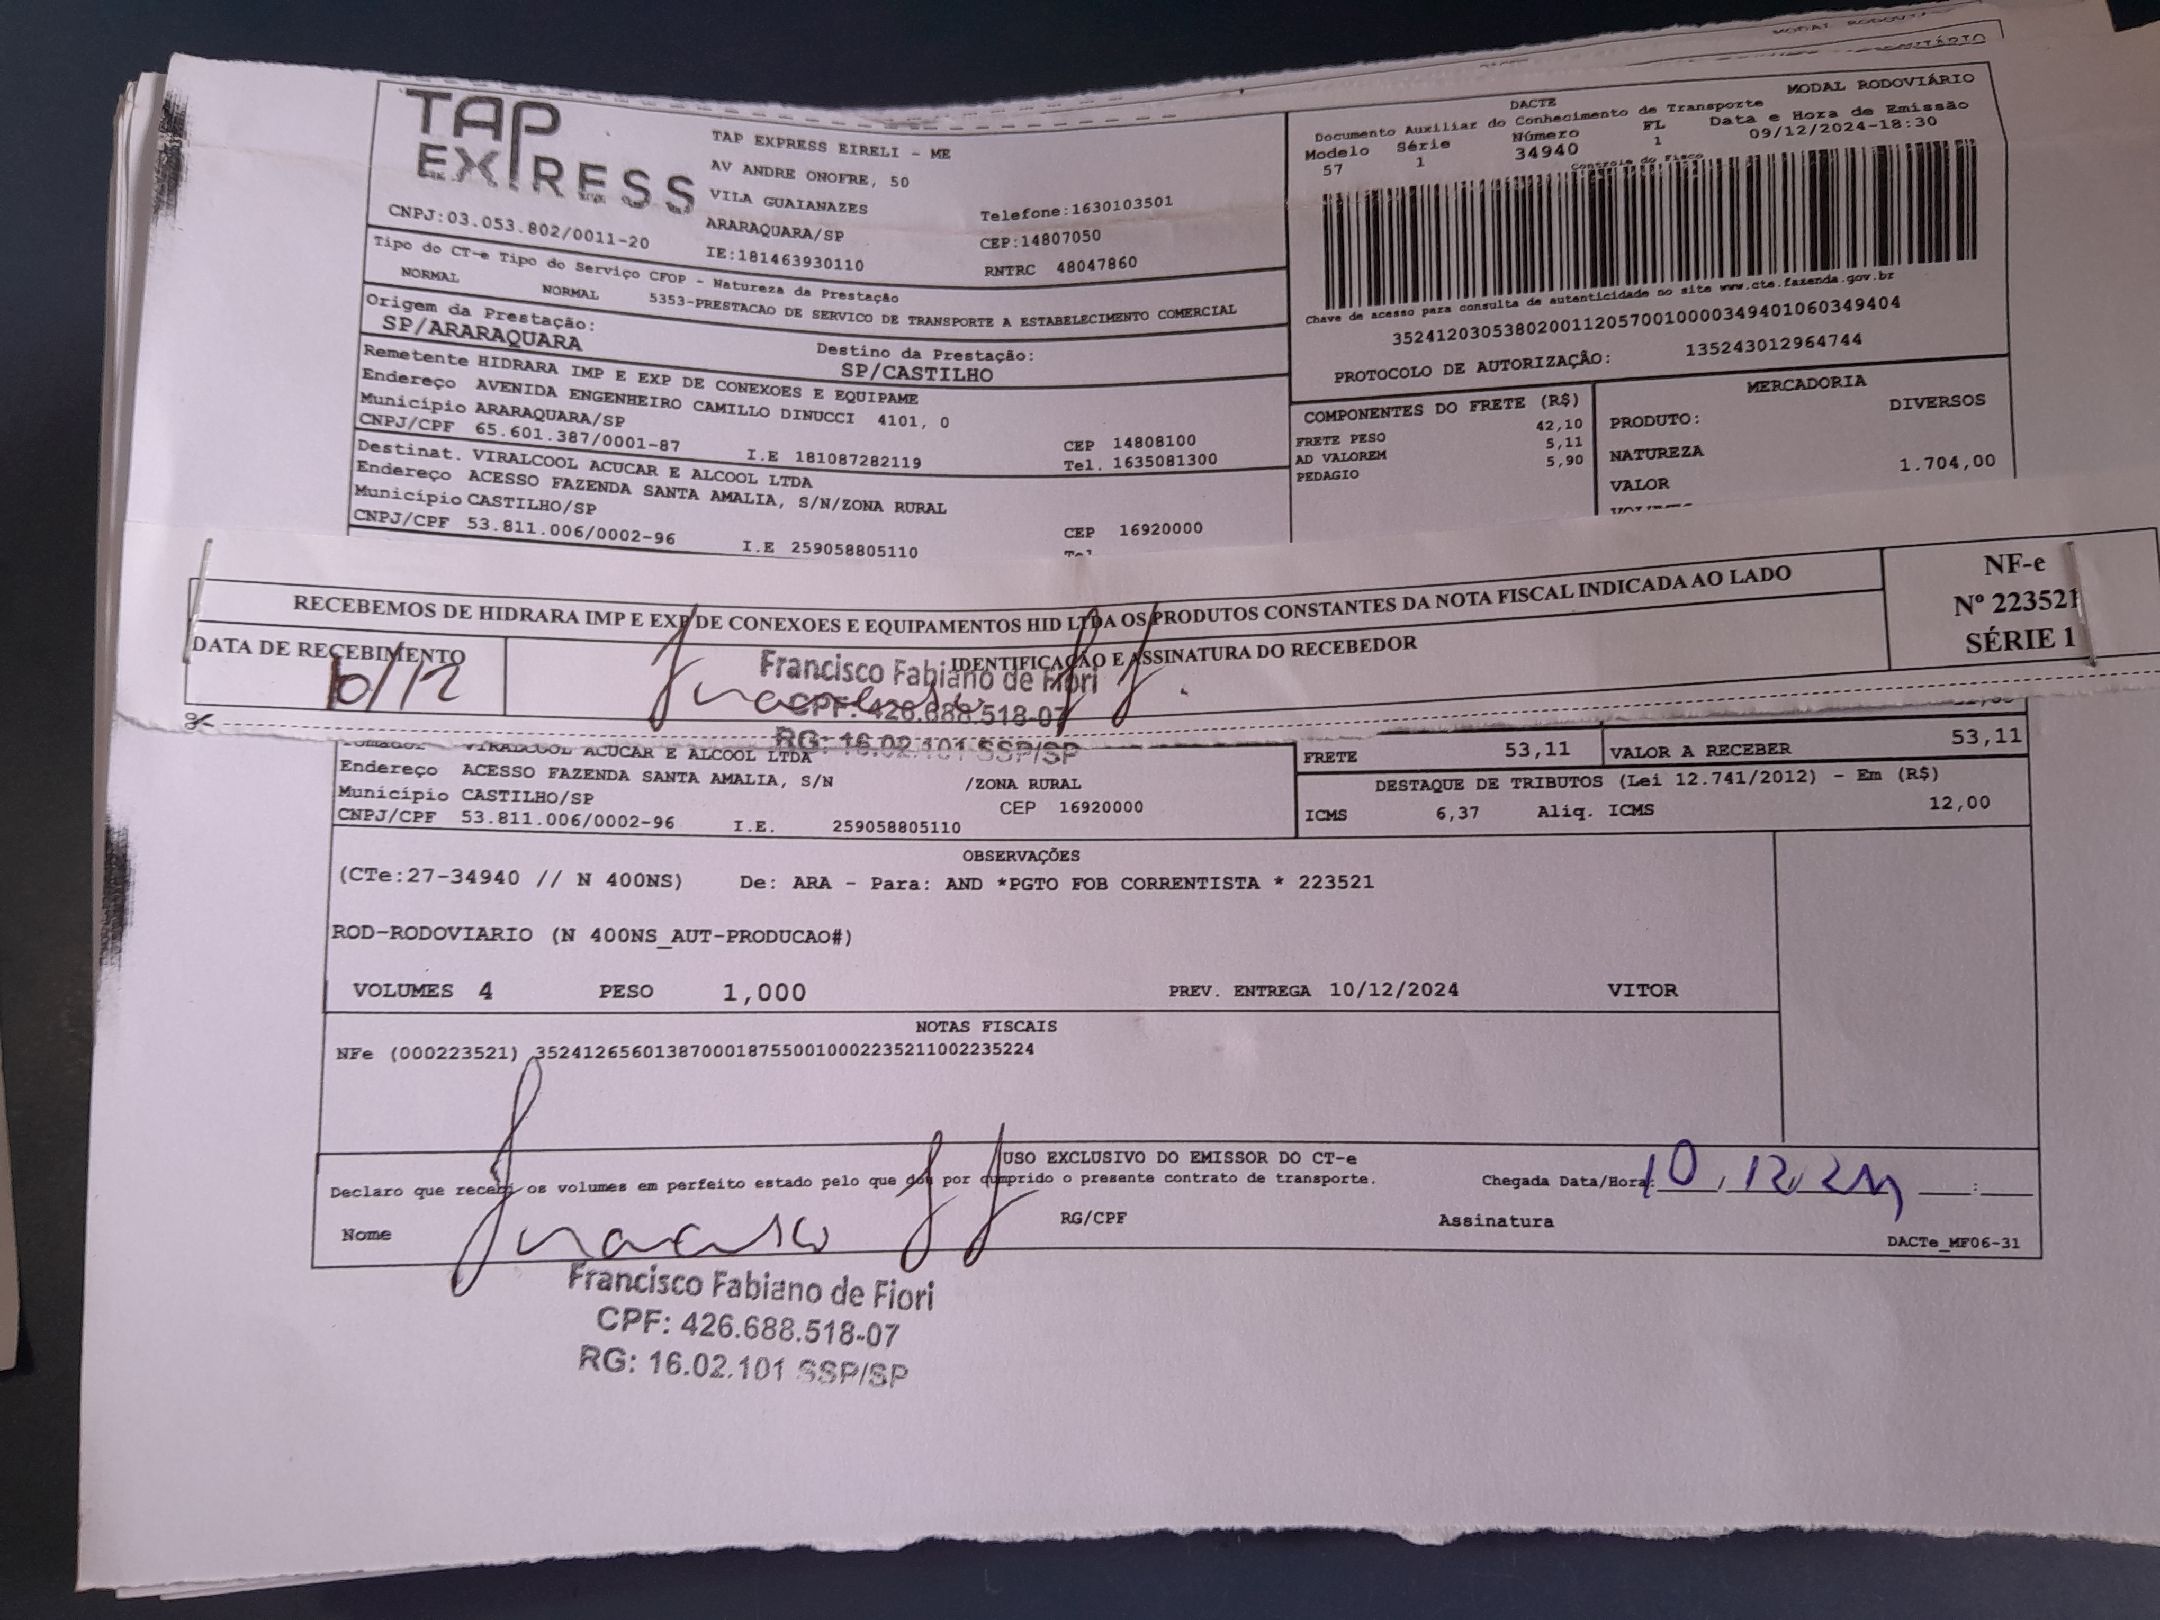 MODAL RODOVIÁRIO
TAP EXPRESS
TAP EXPRESS EIRELI - ME
AV ANDRE ONOFRE, 50
VILA GUAIANAZES
ARARAQUARA/SP
IE:181463930110
Telefone:1630103501
CEP:14807050
RNTRC 48047860
CNPJ:03.053.802/0011-20
DACTE
Documento Auxiliar do Conhecimento de Transporte
Modelo Série Número FL Data e Hora de Emissão
57 1 34940 1 09/12/2024-18:30
Controle do Fisco
Chave de acesso para consulta de autenticidade no site www.cte.fazenda.gov.br
35241203053802001120570010000349401060349404
PROTOCOLO DE AUTORIZAÇÃO: 135243012964744
Tipo do CT-e Tipo do Serviço CFOP - Natureza da Prestação
NORMAL NORMAL 5353-PRESTACAO DE SERVICO DE TRANSPORTE A ESTABELECIMENTO COMERCIAL
Origem da Prestação: Destino da Prestação:
SP/ARARAQUARA SP/CASTILHO
Remetente HIDRARA IMP E EXP DE CONEXOES E EQUIPAME
Endereço AVENIDA ENGENHEIRO CAMILLO DINUCCI 4101, 0
Município ARARAQUARA/SP CEP 14808100
CNPJ/CPF 65.601.387/0001-87 I.E 181087282119 Tel. 1635081300
Destinat. VIRALCOOL ACUCAR E ALCOOL LTDA
Endereço ACESSO FAZENDA SANTA AMALIA, S/N/ZONA RURAL
Município CASTILHO/SP CEP 16920000
CNPJ/CPF 53.811.006/0002-96 I.E 259058805110
COMPONENTES DO FRETE (R$)
FRETE PESO 42,10
AD VALOREM 5,11
PEDAGIO 5,90
MERCADORIA
PRODUTO: DIVERSOS
NATUREZA
VALOR 1.704,00
RECEBEMOS DE HIDRARA IMP E EXP DE CONEXOES E EQUIPAMENTOS HID LTDA OS PRODUTOS CONSTANTES DA NOTA FISCAL INDICADA AO LADO
NF-e
Nº 223521
SÉRIE 1
DATA DE RECEBIMENTO
10/12
IDENTIFICAÇÃO E ASSINATURA DO RECEBEDOR
Francisco Fabiano de Fiori
CPF: 426.688.518-07
RG: 16.02.101 SSP/SP
Tomador VIRALCOOL ACUCAR E ALCOOL LTDA
Endereço ACESSO FAZENDA SANTA AMALIA, S/N /ZONA RURAL
Município CASTILHO/SP CEP 16920000
CNPJ/CPF 53.811.006/0002-96 I.E. 259058805110
FRETE 53,11 VALOR A RECEBER 53,11
DESTAQUE DE TRIBUTOS (Lei 12.741/2012) - Em (R$)
ICMS 6,37 Aliq. ICMS 12,00
OBSERVAÇÕES
(CTe:27-34940 // N 400NS) De: ARA - Para: AND *PGTO FOB CORRENTISTA * 223521
ROD-RODOVIARIO (N 400NS_AUT-PRODUCAO#)
VOLUMES 4 PESO 1,000 PREV. ENTREGA 10/12/2024 VITOR
NOTAS FISCAIS
NFe (000223521) 35241265601387000187550010002235211002235224
USO EXCLUSIVO DO EMISSOR DO CT-e
Declaro que recebi os volumes em perfeito estado pelo que dou por cumprido o presente contrato de transporte. Chegada Data/Hora: 10, 12, 24 :
Nome Francisco RG/CPF Assinatura
DACTe_MF06-31
Francisco Fabiano de Fiori
CPF: 426.688.518-07
RG: 16.02.101 SSP/SP